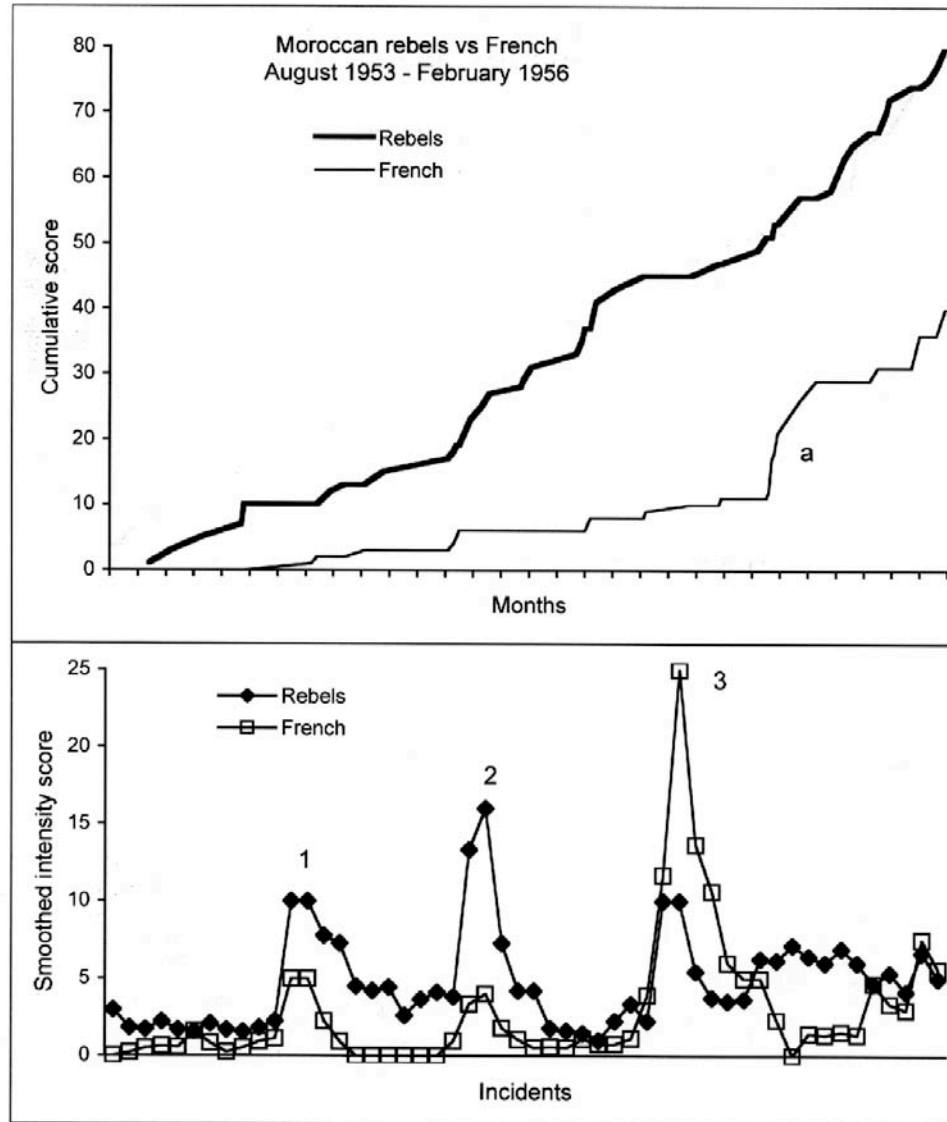 Moroccan rebels vs French
August 1953 - February 1956
Rebels
French
80
70
60
50
40
30
20
10
0
Cumulative score
a
Months
25
20
15
10
5
0
Smoothed intensity score
Rebels
French
1
2
3
Incidents